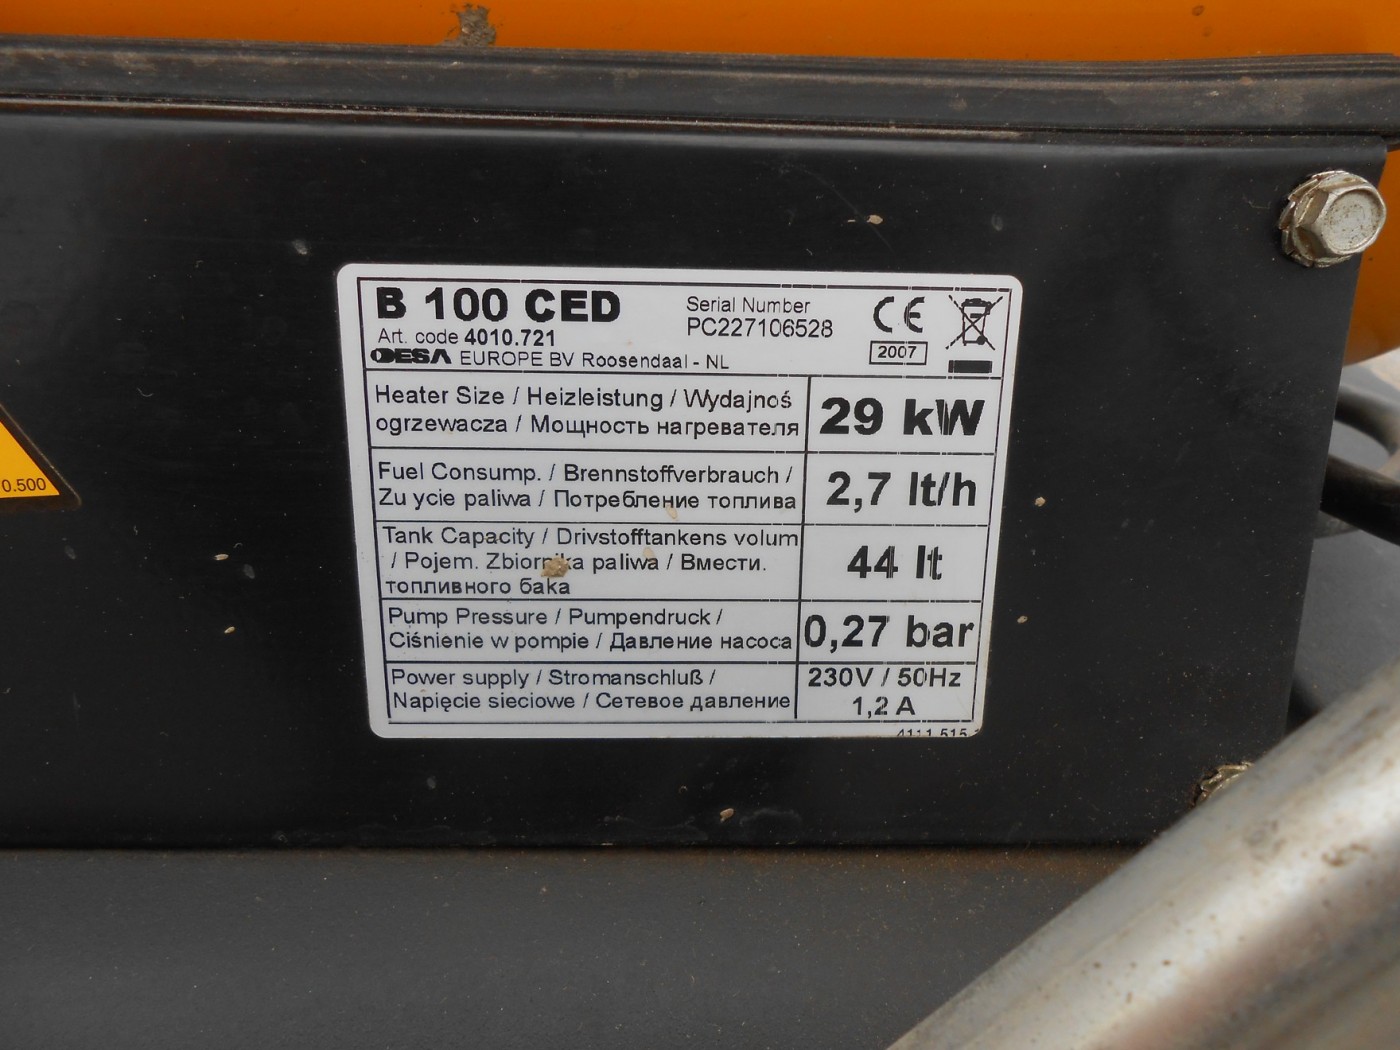 B 100 CED
Serial Number
PC227106528
Art. code 4010.721
DESA EUROPE BV Roosendaal - NL
2007
Heater Size / Heizleistung / Wydajnoś
ogrzewacza / Мощность нагревателя
29 kW
Fuel Consump. / Brennstoffverbrauch /
Zu ycie paliwa / Потребление топлива
2,7 lt/h
Tank Capacity / Drivstofftankens volum
/ Pojem. Zbiornika paliwa / Вмести.
топливного бака
44 lt
Pump Pressure / Pumpendruck /
Ciśnienie w pompie / Давление насоса
0,27 bar
Power supply / Stromanschluß /
Napięcie sieciowe / Сетевое давление
230V / 50Hz
1,2 A
0.500